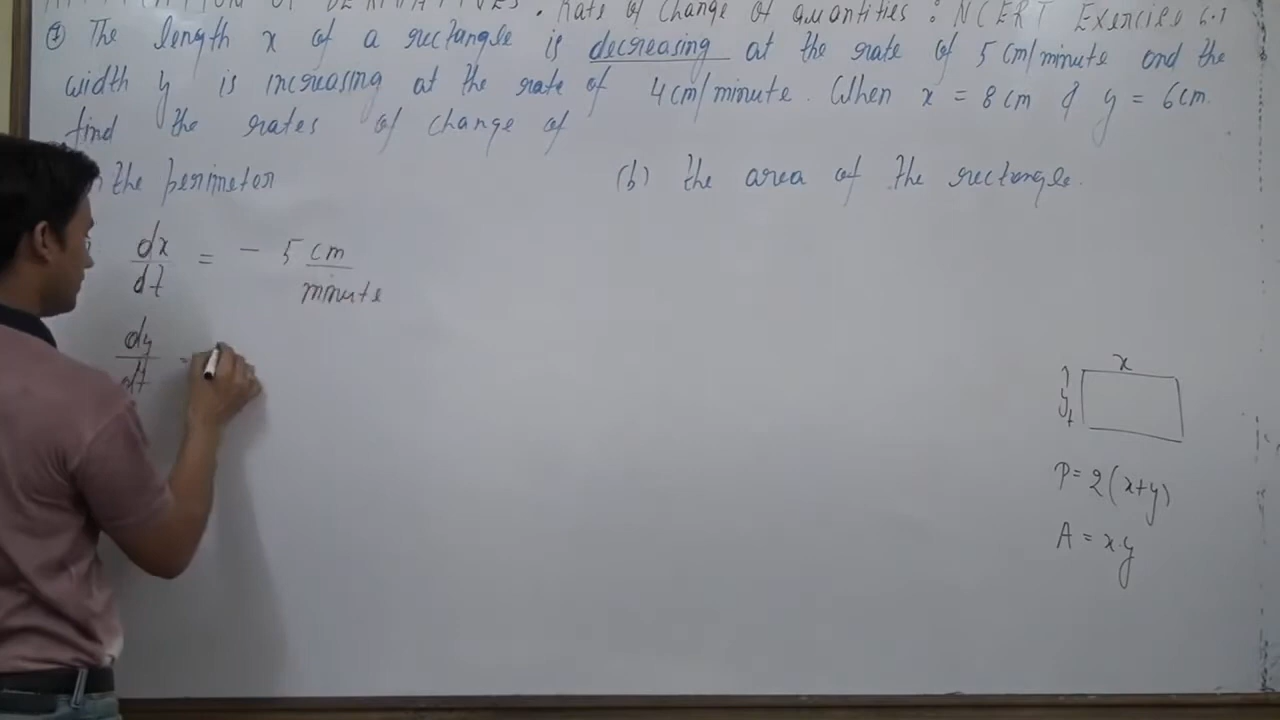 OF DERIVATIVES. Rate of change of quantities : NCERT Exercise 6.1
⑦ The length x of a rectangle is decreasing at the rate of 5 cm/minute and the
width y is increasing at the rate of 4 cm/minute. When x = 8 cm & y = 6 cm.
find the rates of change of
the perimeter (b) the area of the rectangle.
dx/dt = - 5 cm/minute
dy/dt =
x
y
P = 2(x+y)
A = x.y